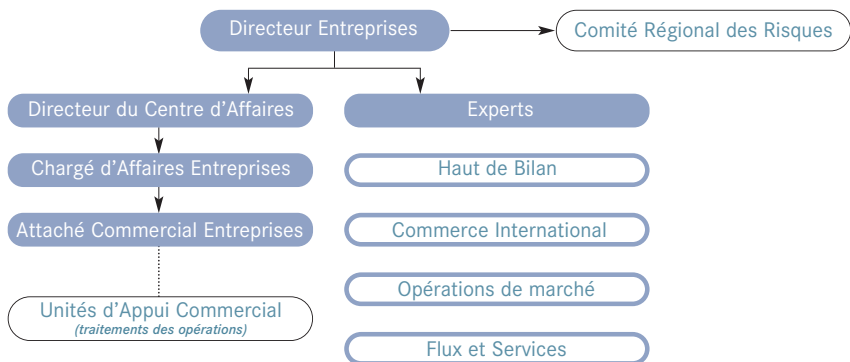 Directeur Entreprises
Comité Régional des Risques
Directeur du Centre d’Affaires
Experts
Chargé d’Affaires Entreprises
Haut de Bilan
Attaché Commercial Entreprises
Commerce International
Opérations de marché
Unités d’Appui Commercial
(traitements des opérations)
Flux et Services